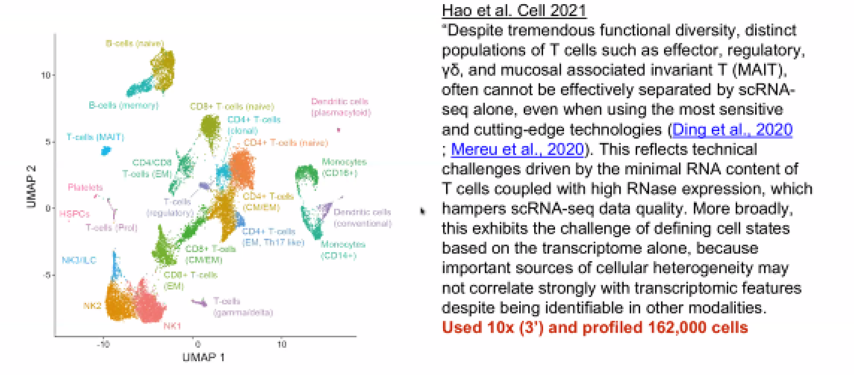 Hao et al. Cell 2021
“Despite tremendous functional diversity, distinct
populations of T cells such as effector, regulatory,
γδ, and mucosal associated invariant T (MAIT),
often cannot be effectively separated by scRNA-
seq alone, even when using the most sensitive
and cutting-edge technologies (Ding et al., 2020
; Mereu et al., 2020). This reflects technical
challenges driven by the minimal RNA content of
T cells coupled with high RNase expression, which
hampers scRNA-seq data quality. More broadly,
this exhibits the challenge of defining cell states
based on the transcriptome alone, because
important sources of cellular heterogeneity may
not correlate strongly with transcriptomic features
despite being identifiable in other modalities.
Used 10x (3') and profiled 162,000 cells
B-cells (naive)
B-cells (memory)
CD8+ T-cells (naive)
Dendritic cells
(plasmacytoid)
CD4+ T-cells
(clonal)
T-cells (MAIT)
CD4+ T-cells (naive)
CD4/CD8
T-cells (EM)
Monocytes
(CD16+)
Platelets
T-cells
(regulatory)
CD4+ T-cells
(CM/EM)
HSPCs
T-cells (Prol)
Dendritic cells
(conventional)
CD4+ T-cells
(EM, Th17 like)
CD8+ T-cells
(CM/EM)
Monocytes
(CD14+)
NK3/ILC
CD8+ T-cells
(EM)
NK2
T-cells
(gamma/delta)
NK1
UMAP 2
10
5
0
-5
-10
0
10
UMAP 1